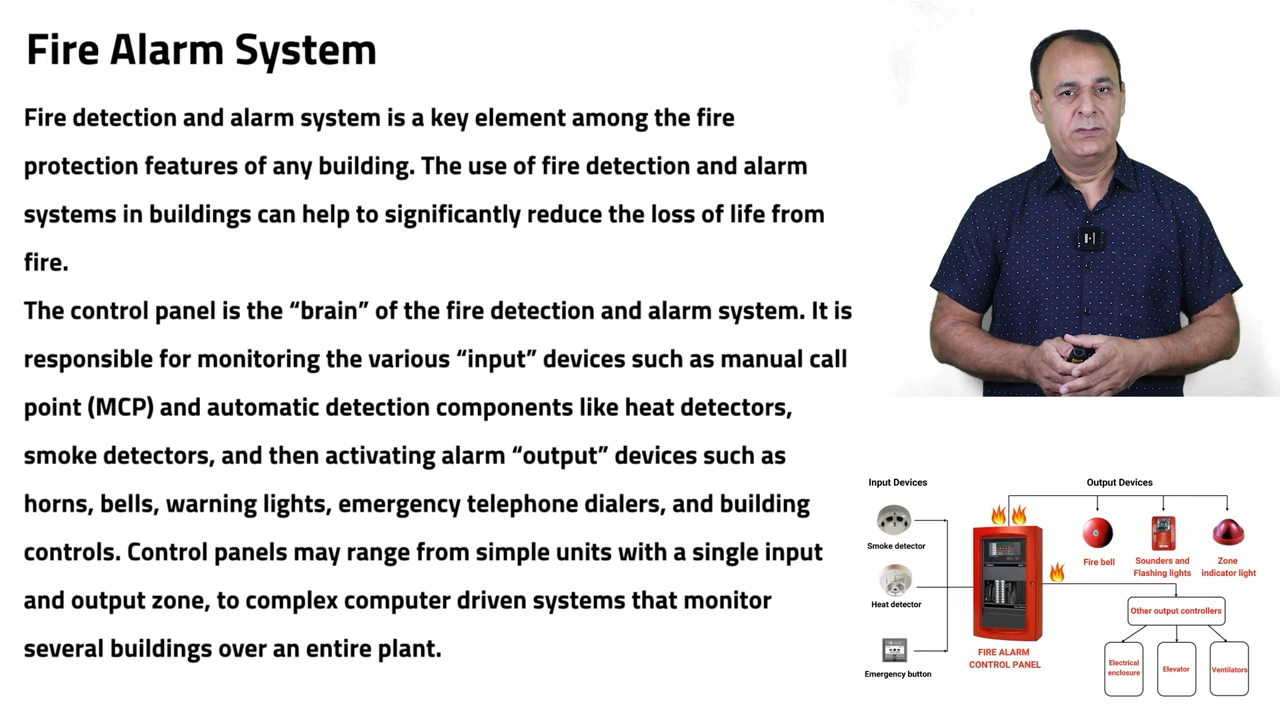 Fire Alarm System
Fire detection and alarm system is a key element among the fire
protection features of any building. The use of fire detection and alarm
systems in buildings can help to significantly reduce the loss of life from
fire.
The control panel is the “brain” of the fire detection and alarm system. It is
responsible for monitoring the various “input” devices such as manual call
point (MCP) and automatic detection components like heat detectors,
smoke detectors, and then activating alarm “output” devices such as
horns, bells, warning lights, emergency telephone dialers, and building
controls. Control panels may range from simple units with a single input
and output zone, to complex computer driven systems that monitor
several buildings over an entire plant.
Input Devices
Output Devices
Smoke detector
Heat detector
Emergency button
FIRE ALARM
CONTROL PANEL
Fire bell
Sounders and
Flashing lights
Zone
indicator light
Other output controllers
Electrical
enclosure
Elevator
Ventilators